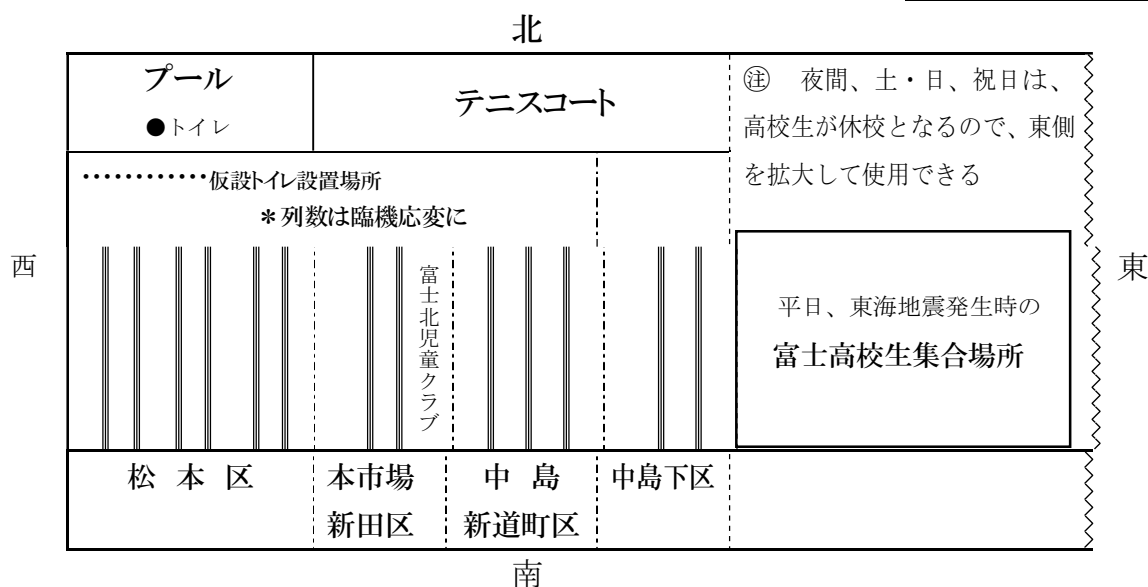 北
プール
●トイレ
テニスコート
㊟　夜間、土・日、祝日は、
高校生が休校となるので、東側
を拡大して使用できる
…………仮設トイレ設置場所
＊列数は臨機応変に
西
東
富士北児童クラブ
平日、東海地震発生時の
富士高校生集合場所
松 本 区
本市場
新田区
中 島
新道町区
中島下区
南